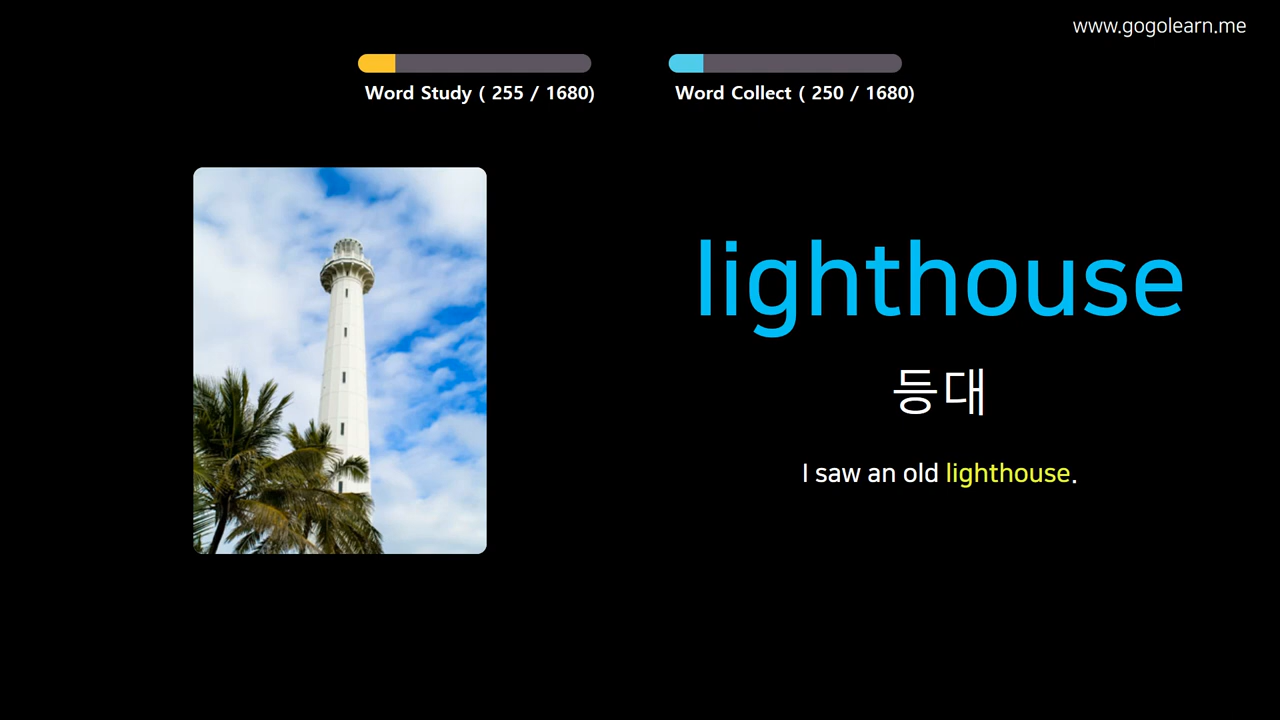 www.gogolearn.me
Word Study ( 255 / 1680)
Word Collect ( 250 / 1680)
lighthouse
등대
I saw an old lighthouse.